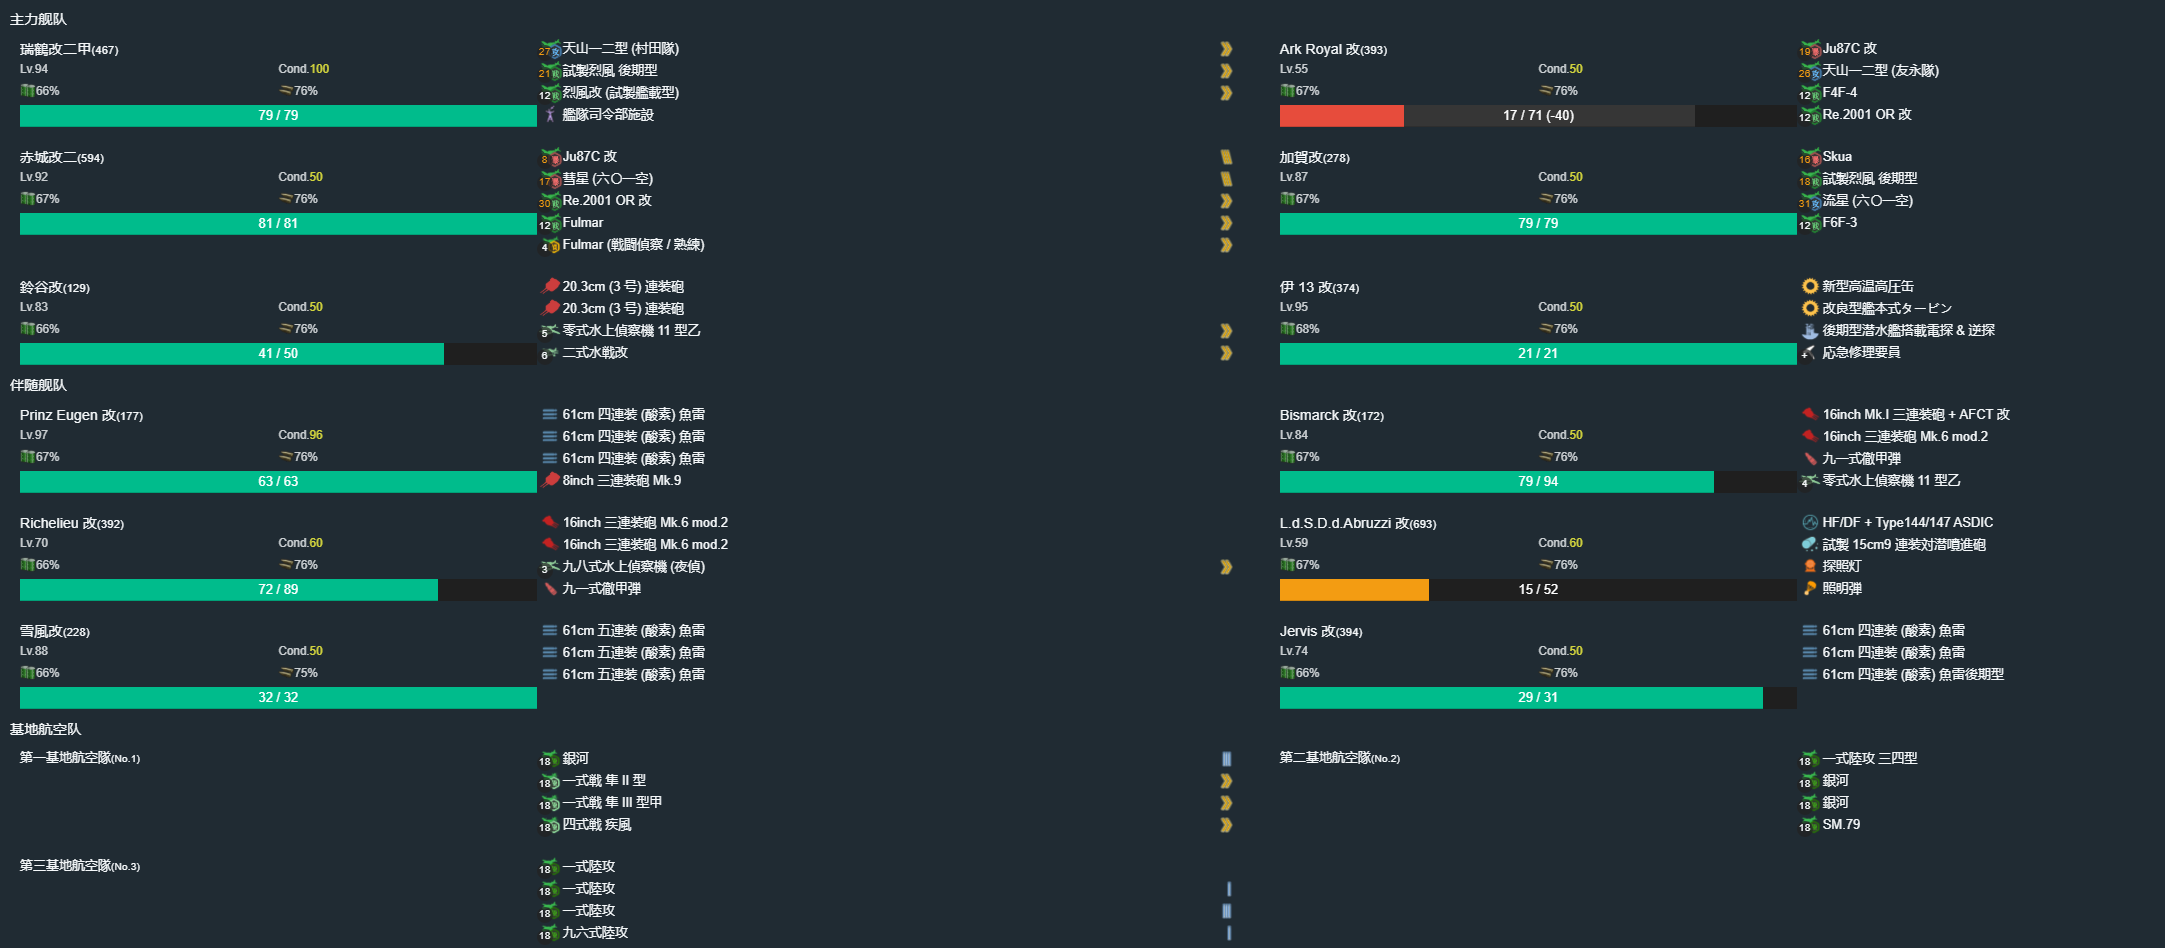 主力舰队
瑞鶴改二甲(467)
Lv.94 Cond.100
66% 76%
79 / 79
27 天山一二型 (村田隊)
21 試製烈風 後期型
12 烈風改 (試製艦載型)
艦隊司令部施設
Ark Royal 改(393)
Lv.55 Cond.50
67% 76%
17 / 71 (-40)
19 Ju87C 改
26 天山一二型 (友永隊)
12 F4F-4
12 Re.2001 OR 改
赤城改二(594)
Lv.92 Cond.50
67% 76%
81 / 81
8 Ju87C 改
17 彗星 (六〇一空)
30 Re.2001 OR 改
12 Fulmar
4 Fulmar (戦闘偵察 / 熟練)
加賀改(278)
Lv.87 Cond.50
67% 76%
79 / 79
16 Skua
18 試製烈風 後期型
31 流星 (六〇一空)
12 F6F-3
鈴谷改(129)
Lv.83 Cond.50
66% 76%
41 / 50
20.3cm (3 号) 連装砲
20.3cm (3 号) 連装砲
5 零式水上偵察機 11 型乙
6 二式水戦改
伊 13 改(374)
Lv.95 Cond.50
68% 76%
21 / 21
新型高温高圧缶
改良型艦本式タービン
後期型潜水艦搭載電探 & 逆探
応急修理要員
伴随舰队
Prinz Eugen 改(177)
Lv.97 Cond.96
67% 76%
63 / 63
61cm 四連装 (酸素) 魚雷
61cm 四連装 (酸素) 魚雷
61cm 四連装 (酸素) 魚雷
8inch 三連装砲 Mk.9
Bismarck 改(172)
Lv.84 Cond.50
67% 76%
79 / 94
16inch Mk.I 三連装砲 + AFCT 改
16inch 三連装砲 Mk.6 mod.2
九一式徹甲弾
4 零式水上偵察機 11 型乙
Richelieu 改(392)
Lv.70 Cond.60
66% 76%
72 / 89
16inch 三連装砲 Mk.6 mod.2
16inch 三連装砲 Mk.6 mod.2
3 九八式水上偵察機 (夜偵)
九一式徹甲弾
L.d.S.D.d.Abruzzi 改(693)
Lv.59 Cond.60
67% 76%
15 / 52
HF/DF + Type144/147 ASDIC
試製 15cm9 連装対潜噴進砲
探照灯
照明弾
雪風改(228)
Lv.88 Cond.50
66% 75%
32 / 32
61cm 五連装 (酸素) 魚雷
61cm 五連装 (酸素) 魚雷
61cm 五連装 (酸素) 魚雷
Jervis 改(394)
Lv.74 Cond.50
66% 76%
29 / 31
61cm 四連装 (酸素) 魚雷
61cm 四連装 (酸素) 魚雷
61cm 四連装 (酸素) 魚雷後期型
基地航空队
第一基地航空隊(No.1)
18 銀河
18 一式戦 隼 II 型
18 一式戦 隼 III 型甲
18 四式戦 疾風
第二基地航空隊(No.2)
18 一式陸攻 三四型
18 銀河
18 銀河
18 SM.79
第三基地航空隊(No.3)
18 一式陸攻
18 一式陸攻
18 一式陸攻
18 九六式陸攻